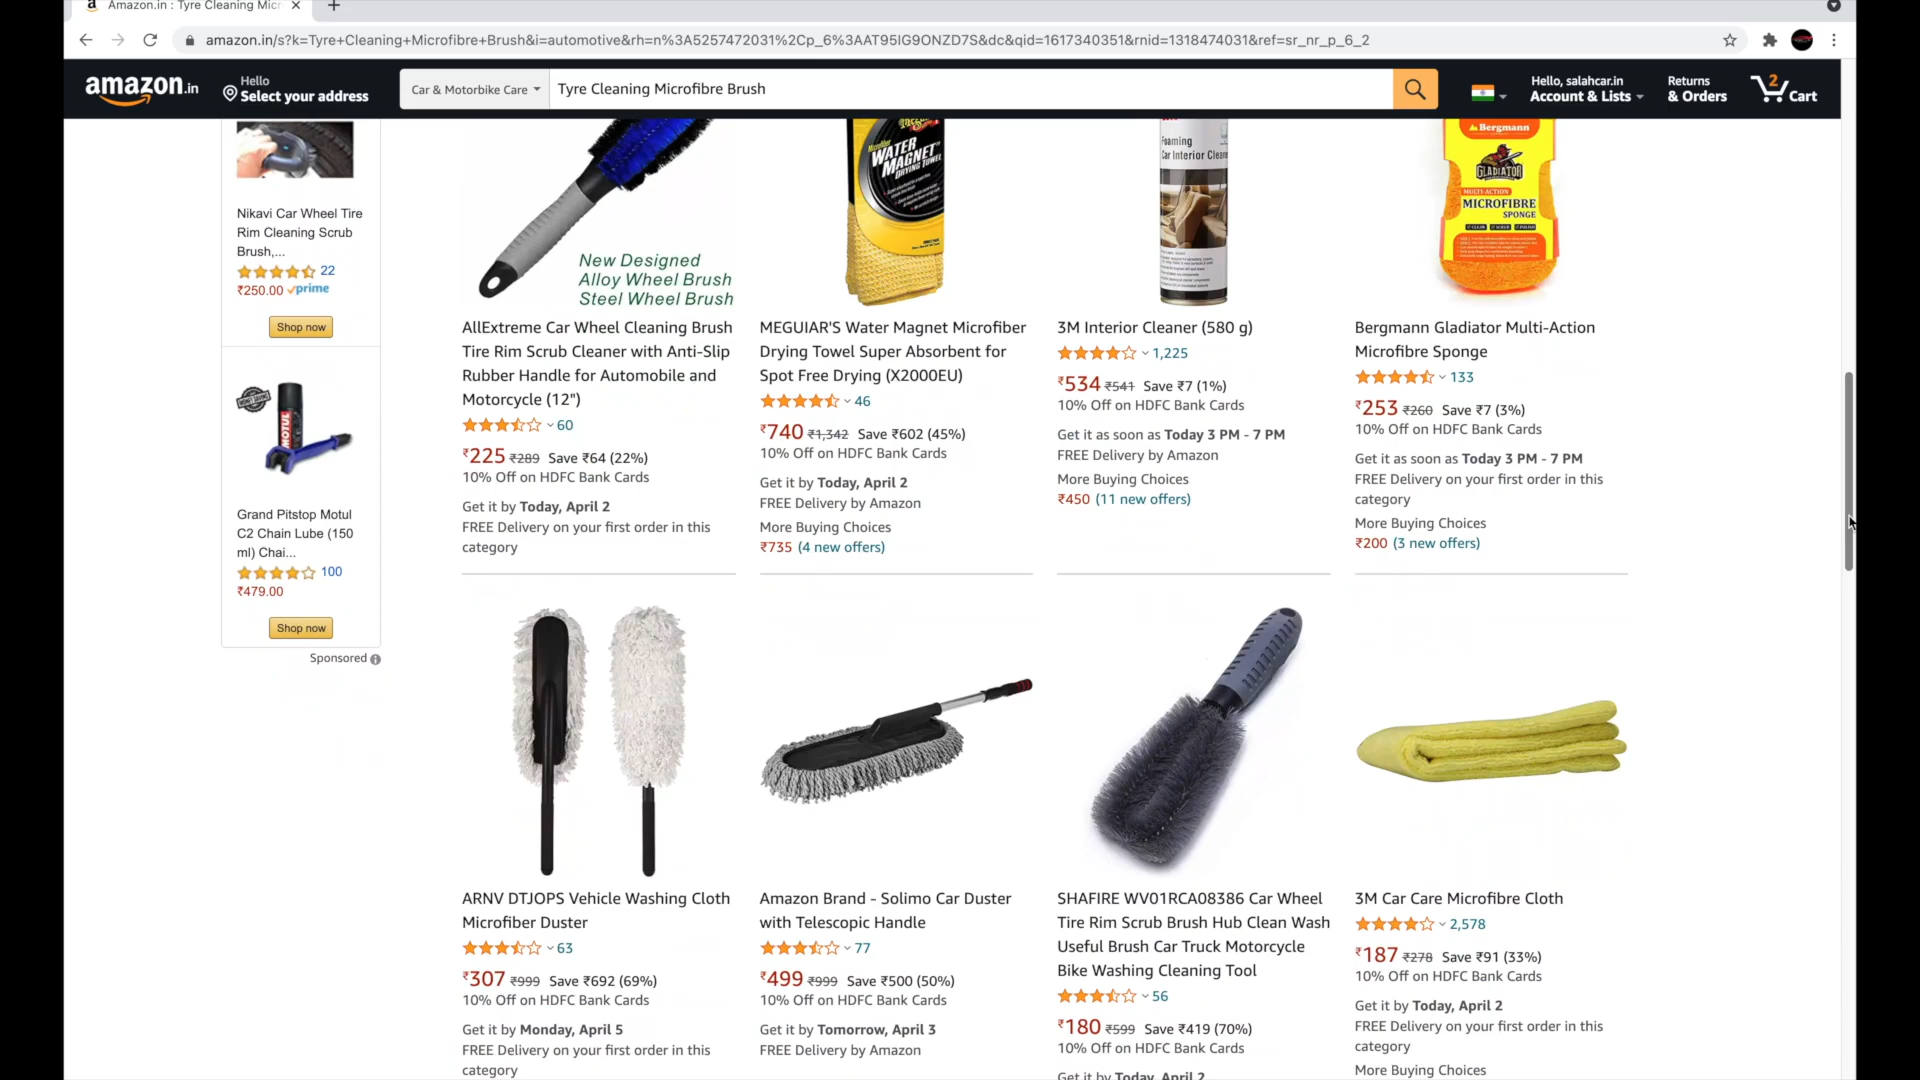 Amazon.in : Tyre Cleaning Micr
amazon.in/s?k=Tyre+Cleaning+Microfibre+Brush&i=automotive&rh=n%3A5257472031%2Cp_6%3AAT95IG9ONZD7S&dc&qid=1617340351&rnid=1318474031&ref=sr_nr_p_6_2
amazon.in
Hello
Select your address
Car & Motorbike Care
Tyre Cleaning Microfibre Brush
Hello, salahcar.in
Account & Lists
Returns
& Orders
2
Cart
Nikavi Car Wheel Tire
Rim Cleaning Scrub
Brush,...
22
₹250.00 prime
Shop now
MOTUL
Grand Pitstop Motul
C2 Chain Lube (150
ml) Chai...
100
₹479.00
Shop now
Sponsored
New Designed
Alloy Wheel Brush
Steel Wheel Brush
AllExtreme Car Wheel Cleaning Brush
Tire Rim Scrub Cleaner with Anti-Slip
Rubber Handle for Automobile and
Motorcycle (12")
60
₹225 ₹289 Save ₹64 (22%)
10% Off on HDFC Bank Cards
Get it by Today, April 2
FREE Delivery on your first order in this
category
WATER
MAGNET
DRYING TOWEL
MEGUIAR'S Water Magnet Microfiber
Drying Towel Super Absorbent for
Spot Free Drying (X2000EU)
46
₹740 ₹1,342 Save ₹602 (45%)
10% Off on HDFC Bank Cards
Get it by Today, April 2
FREE Delivery by Amazon
More Buying Choices
₹735 (4 new offers)
Foaming
Car Interior Cleaner
3M Interior Cleaner (580 g)
1,225
₹534 ₹541 Save ₹7 (1%)
10% Off on HDFC Bank Cards
Get it as soon as Today 3 PM - 7 PM
FREE Delivery by Amazon
More Buying Choices
₹450 (11 new offers)
Bergmann
GLADIATOR
MULTI-ACTION
MICROFIBRE
SPONGE
Bergmann Gladiator Multi-Action
Microfibre Sponge
133
₹253 ₹260 Save ₹7 (3%)
10% Off on HDFC Bank Cards
Get it as soon as Today 3 PM - 7 PM
FREE Delivery on your first order in this
category
More Buying Choices
₹200 (3 new offers)
ARNV DTJOPS Vehicle Washing Cloth
Microfiber Duster
63
₹307 ₹999 Save ₹692 (69%)
10% Off on HDFC Bank Cards
Get it by Monday, April 5
FREE Delivery on your first order in this
category
Amazon Brand - Solimo Car Duster
with Telescopic Handle
77
₹499 ₹999 Save ₹500 (50%)
10% Off on HDFC Bank Cards
Get it by Tomorrow, April 3
FREE Delivery by Amazon
SHAFIRE WV01RCA08386 Car Wheel
Tire Rim Scrub Brush Hub Clean Wash
Useful Brush Car Truck Motorcycle
Bike Washing Cleaning Tool
56
₹180 ₹599 Save ₹419 (70%)
10% Off on HDFC Bank Cards
Get it by Today, April 2
3M Car Care Microfibre Cloth
2,578
₹187 ₹278 Save ₹91 (33%)
10% Off on HDFC Bank Cards
Get it by Today, April 2
FREE Delivery on your first order in this
category
More Buying Choices